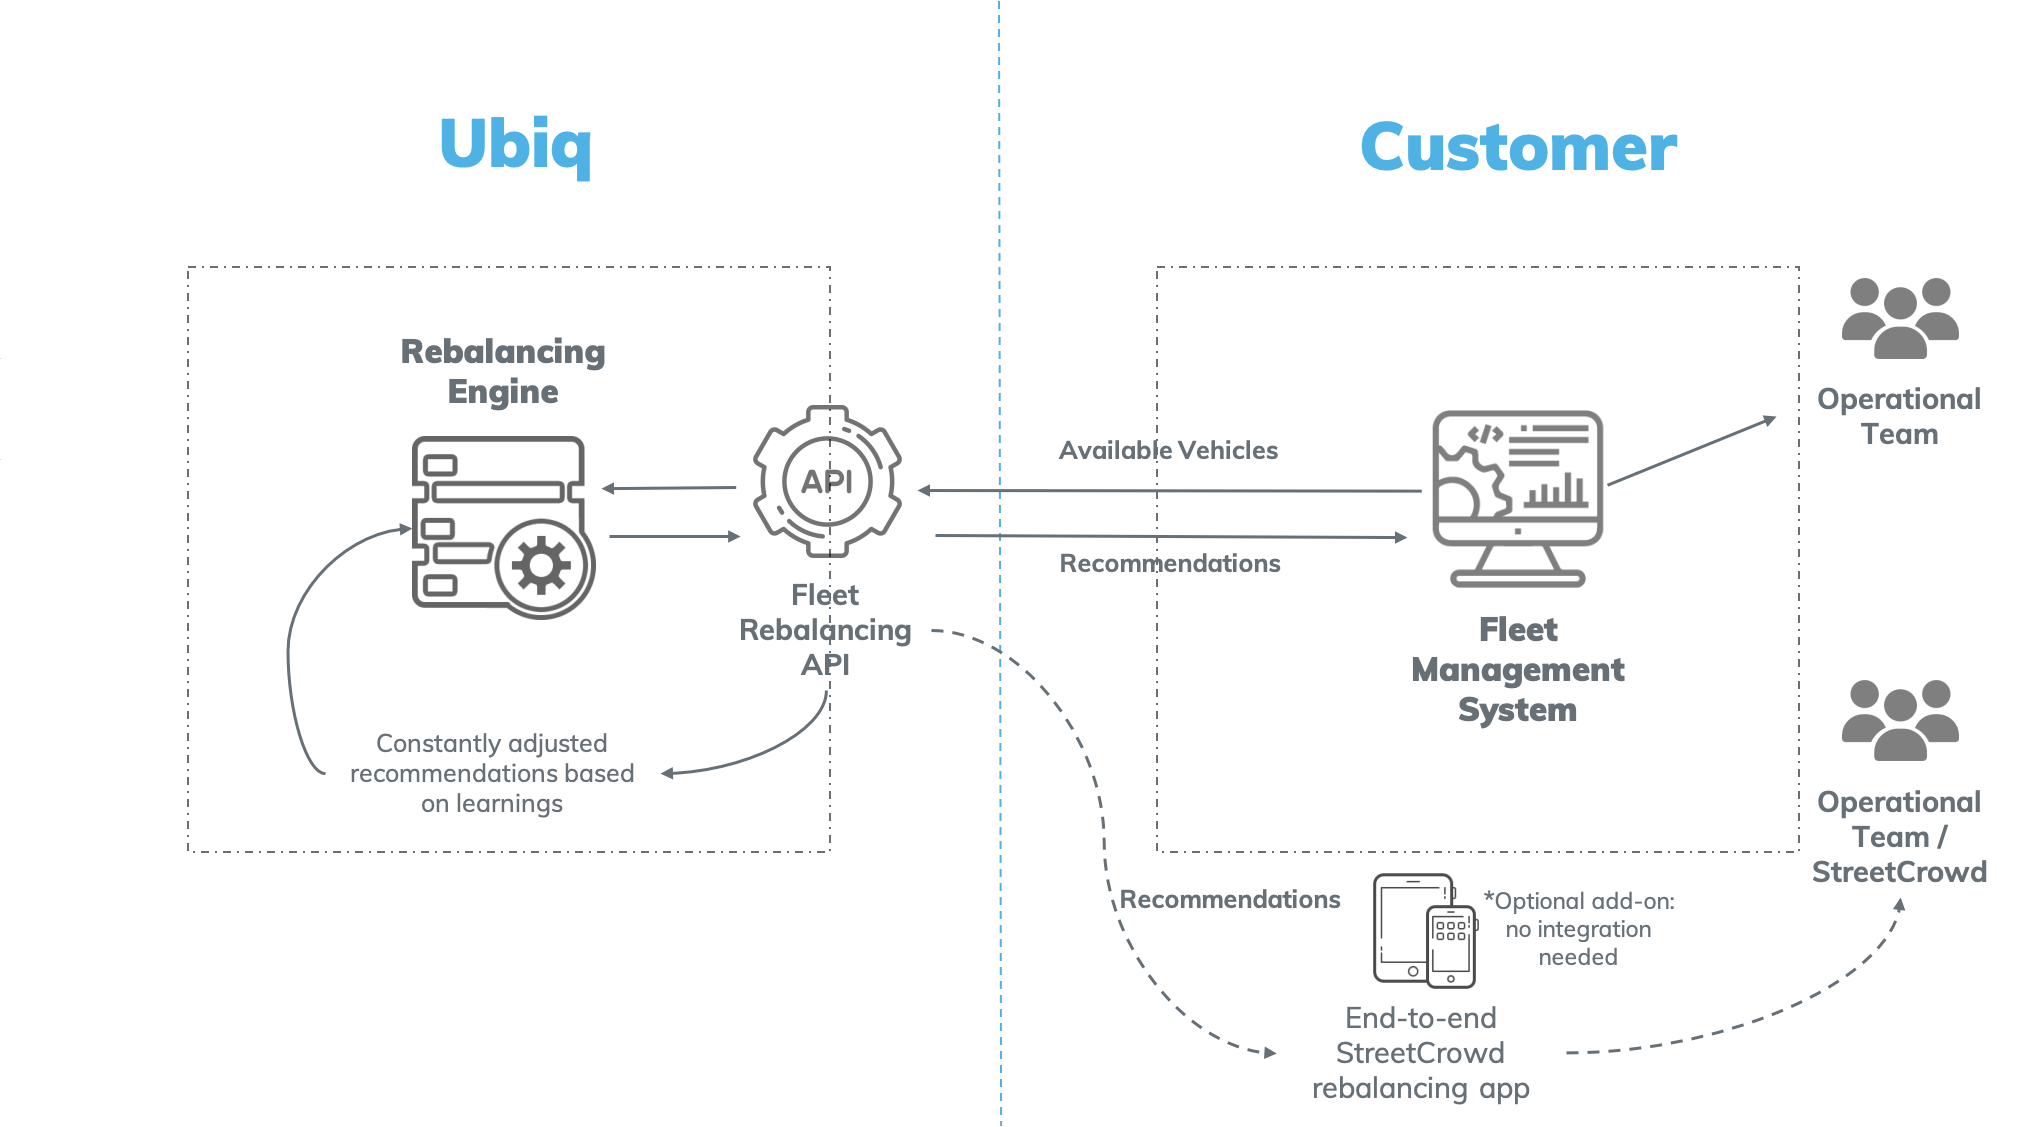 Ubiq
Customer
Rebalancing
Engine
API
Fleet
Rebalancing
API
Constantly adjusted
recommendations based
on learnings
Available Vehicles
Recommendations
</>
Fleet
Management
System
Operational
Team
Operational
Team /
StreetCrowd
Recommendations
*Optional add-on:
no integration
needed
End-to-end
StreetCrowd
rebalancing app